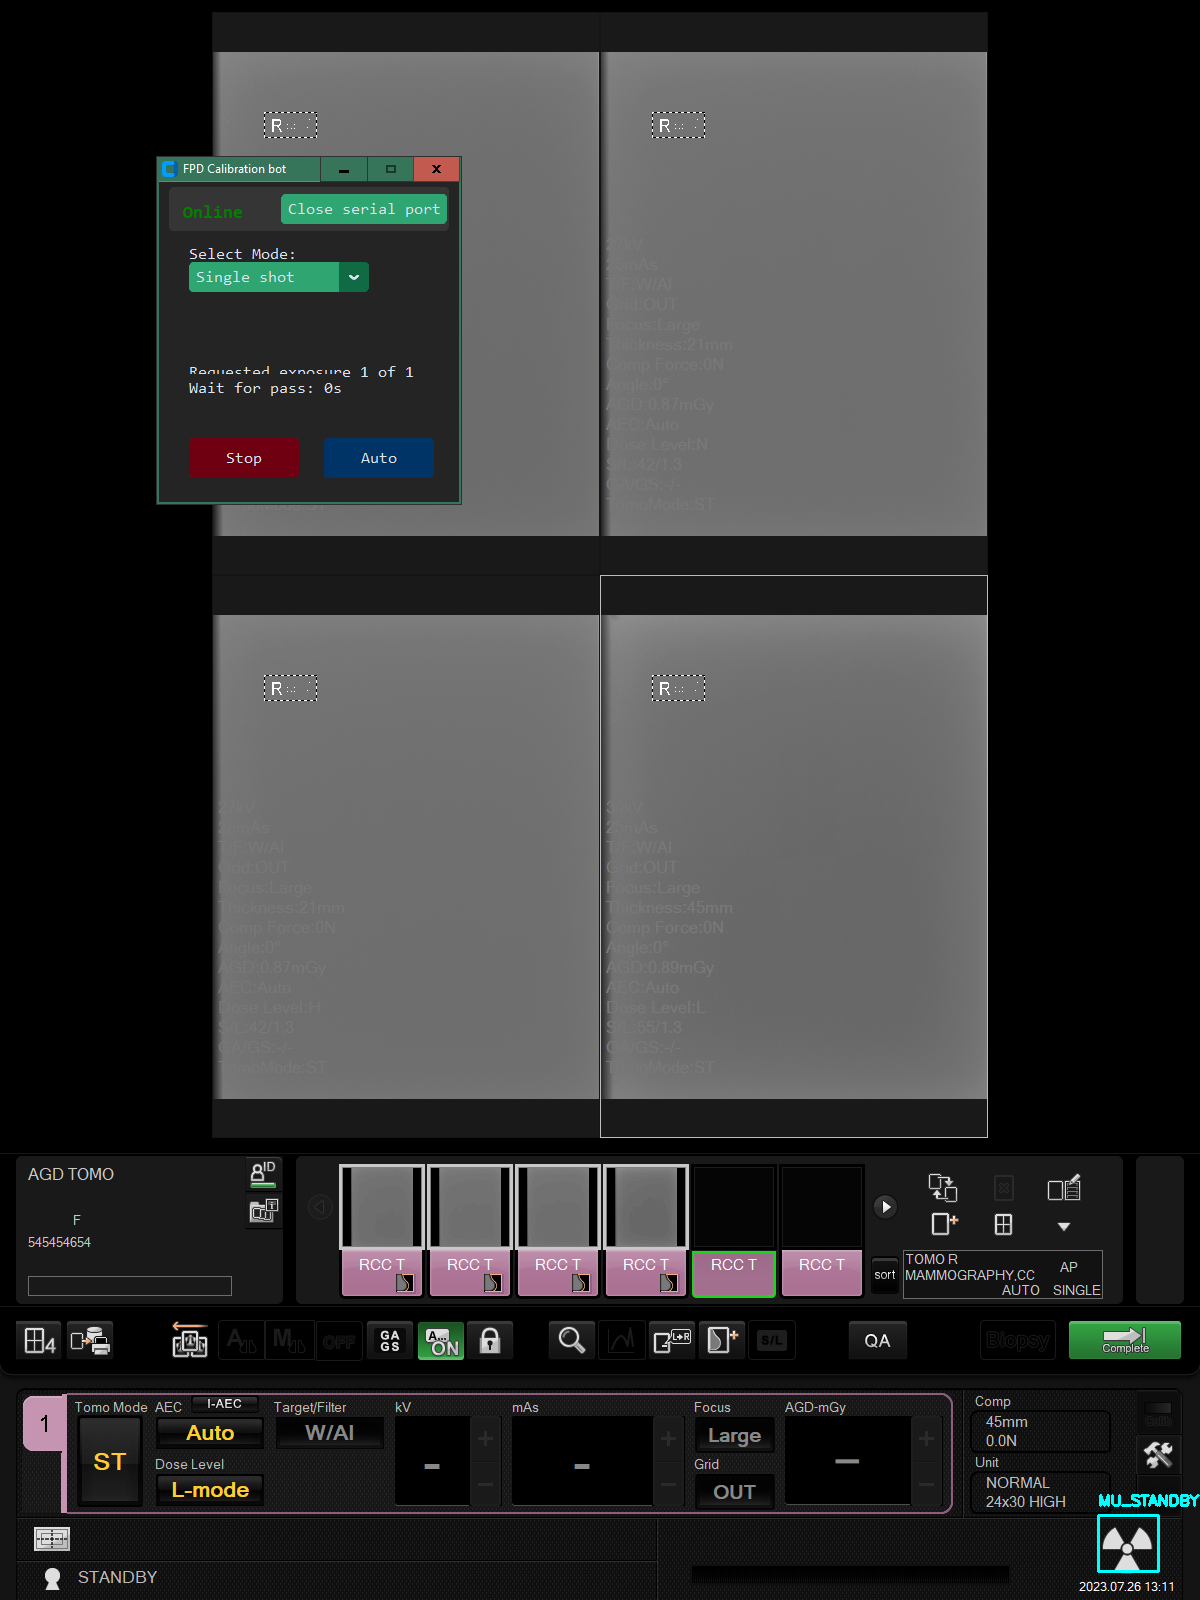 R
R
FPD Calibration bot
Online
Close serial port
Select Mode:
Single shot
Requested exposure 1 of 1
Wait for pass: 0s
Stop
Auto
T/F:W/Al
Grid:OUT
Focus:Large
Thickness:21mm
Comp Force:0N
Angle:0°
AGD:0.87mGy
AEC:Auto
Dose Level:N
S/L:42/1.3
GA/GS:-/-
TomoMode:ST
R
R
T/F:W/Al
Grid:OUT
Focus:Large
Thickness:21mm
Comp Force:0N
Angle:0°
AGD:0.87mGy
AEC:Auto
Dose Level:H
S/L:42/1.3
GA/GS:-/-
TomoMode:ST
T/F:W/Al
Grid:OUT
Focus:Large
Thickness:45mm
Comp Force:0N
Angle:0°
AGD:0.89mGy
AEC:Auto
Dose Level:L
S/L:55/1.3
GA/GS:-/-
TomoMode:ST
AGD TOMO
ID
F
545454654
RCC T
RCC T
RCC T
RCC T
RCC T
RCC T
sort
TOMO R
MAMMOGRAPHY,CC
AP
AUTO SINGLE
4
A
M
OFF
GA
GS
A...
ON
L↔R
S/L
QA
Biopsy
Complete
1
Tomo Mode
ST
AEC
I-AEC
Auto
Dose Level
L-mode
Target/Filter
W/Al
kV
mAs
Focus
Large
Grid
OUT
AGD-mGy
Comp
45mm
0.0N
Unit
NORMAL
24x30 HIGH
MU_STANDBY
STANDBY
2023.07.26 13:11